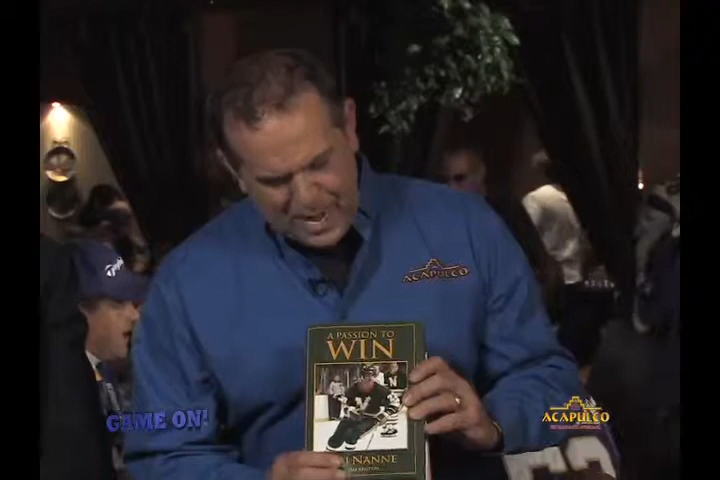 ACAPULCO
A PASSION TO
WIN
NANNE
GAME ON!
ACAPULCO